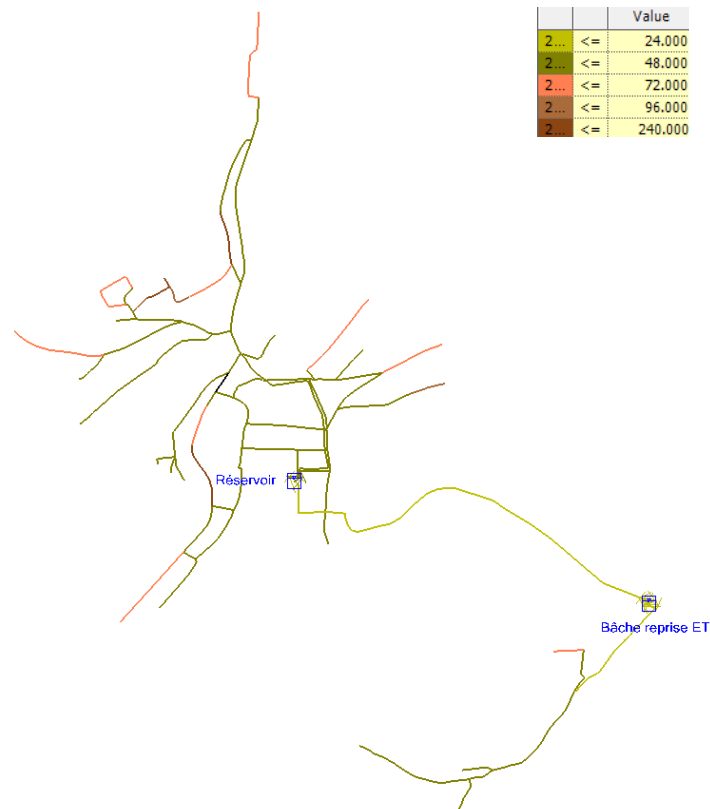 Value
2... <= 24.000
2... <= 48.000
2... <= 72.000
2... <= 96.000
2... <= 240.000
Réservoir
Bâche reprise ET